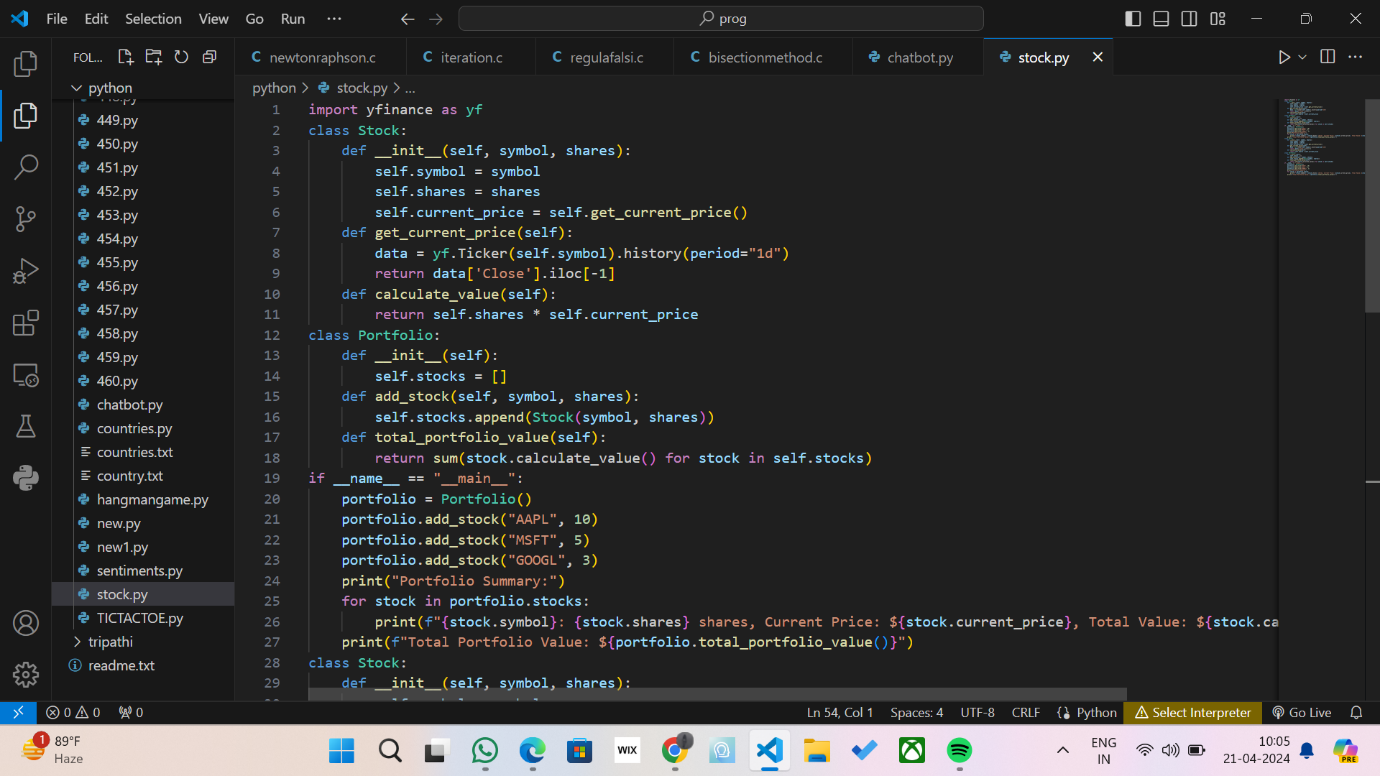 File Edit Selection View Go Run ··· prog
FOL...
newtonraphson.c iteration.c regulafalsi.c bisectionmethod.c chatbot.py stock.py
python > stock.py > ...
python
449.py
450.py
451.py
452.py
453.py
454.py
455.py
456.py
457.py
458.py
459.py
460.py
chatbot.py
countries.py
countries.txt
country.txt
hangmangame.py
new.py
new1.py
sentiments.py
stock.py
TICTACTOE.py
tripathi
readme.txt
1 import yfinance as yf
2 class Stock:
3     def __init__(self, symbol, shares):
4         self.symbol = symbol
5         self.shares = shares
6         self.current_price = self.get_current_price()
7     def get_current_price(self):
8         data = yf.Ticker(self.symbol).history(period="1d")
9         return data['Close'].iloc[-1]
10     def calculate_value(self):
11         return self.shares * self.current_price
12 class Portfolio:
13     def __init__(self):
14         self.stocks = []
15     def add_stock(self, symbol, shares):
16         self.stocks.append(Stock(symbol, shares))
17     def total_portfolio_value(self):
18         return sum(stock.calculate_value() for stock in self.stocks)
19 if __name__ == "__main__":
20     portfolio = Portfolio()
21     portfolio.add_stock("AAPL", 10)
22     portfolio.add_stock("MSFT", 5)
23     portfolio.add_stock("GOOGL", 3)
24     print("Portfolio Summary:")
25     for stock in portfolio.stocks:
26         print(f"{stock.symbol}: {stock.shares} shares, Current Price: ${stock.current_price}, Total Value: ${stock.ca
27     print(f"Total Portfolio Value: ${portfolio.total_portfolio_value()}")
28 class Stock:
29     def __init__(self, symbol, shares):
0 0 0 Ln 54, Col 1 Spaces: 4 UTF-8 CRLF Python Select Interpreter Go Live
1 89°F
Haze
WIX
ENG
IN
10:05
21-04-2024
PRE